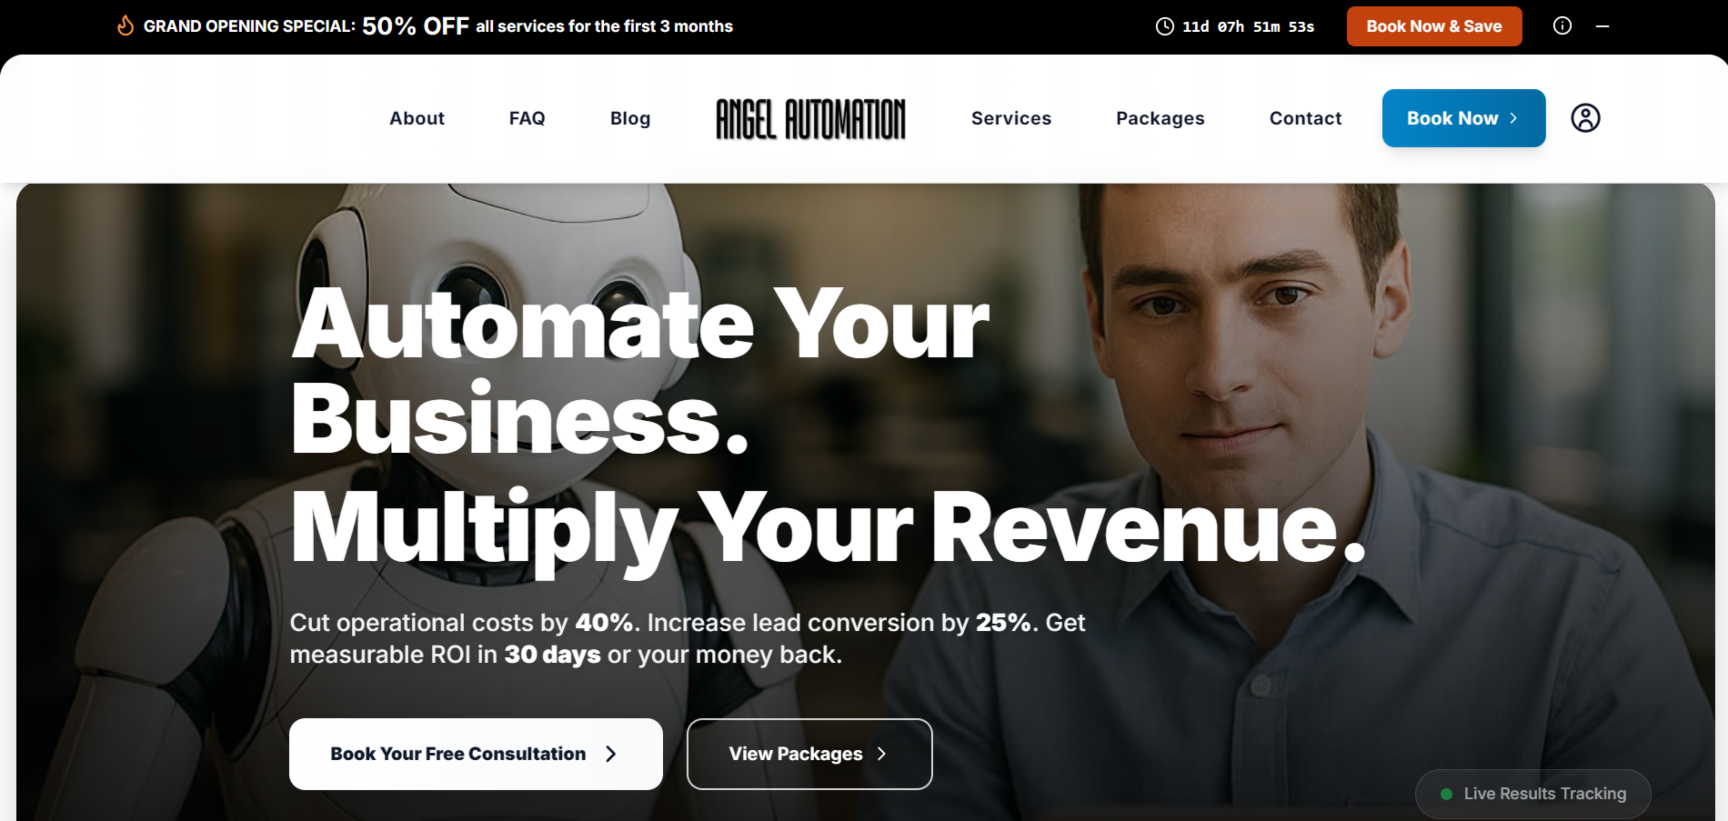 GRAND OPENING SPECIAL: 50% OFF all services for the first 3 months
11d 07h 51m 53s
Book Now & Save
About
FAQ
Blog
ANGEL AUTOMATION
Services
Packages
Contact
Book Now
Automate Your
Business.
Multiply Your Revenue.
Cut operational costs by 40%. Increase lead conversion by 25%. Get
measurable ROI in 30 days or your money back.
Book Your Free Consultation
View Packages
Live Results Tracking